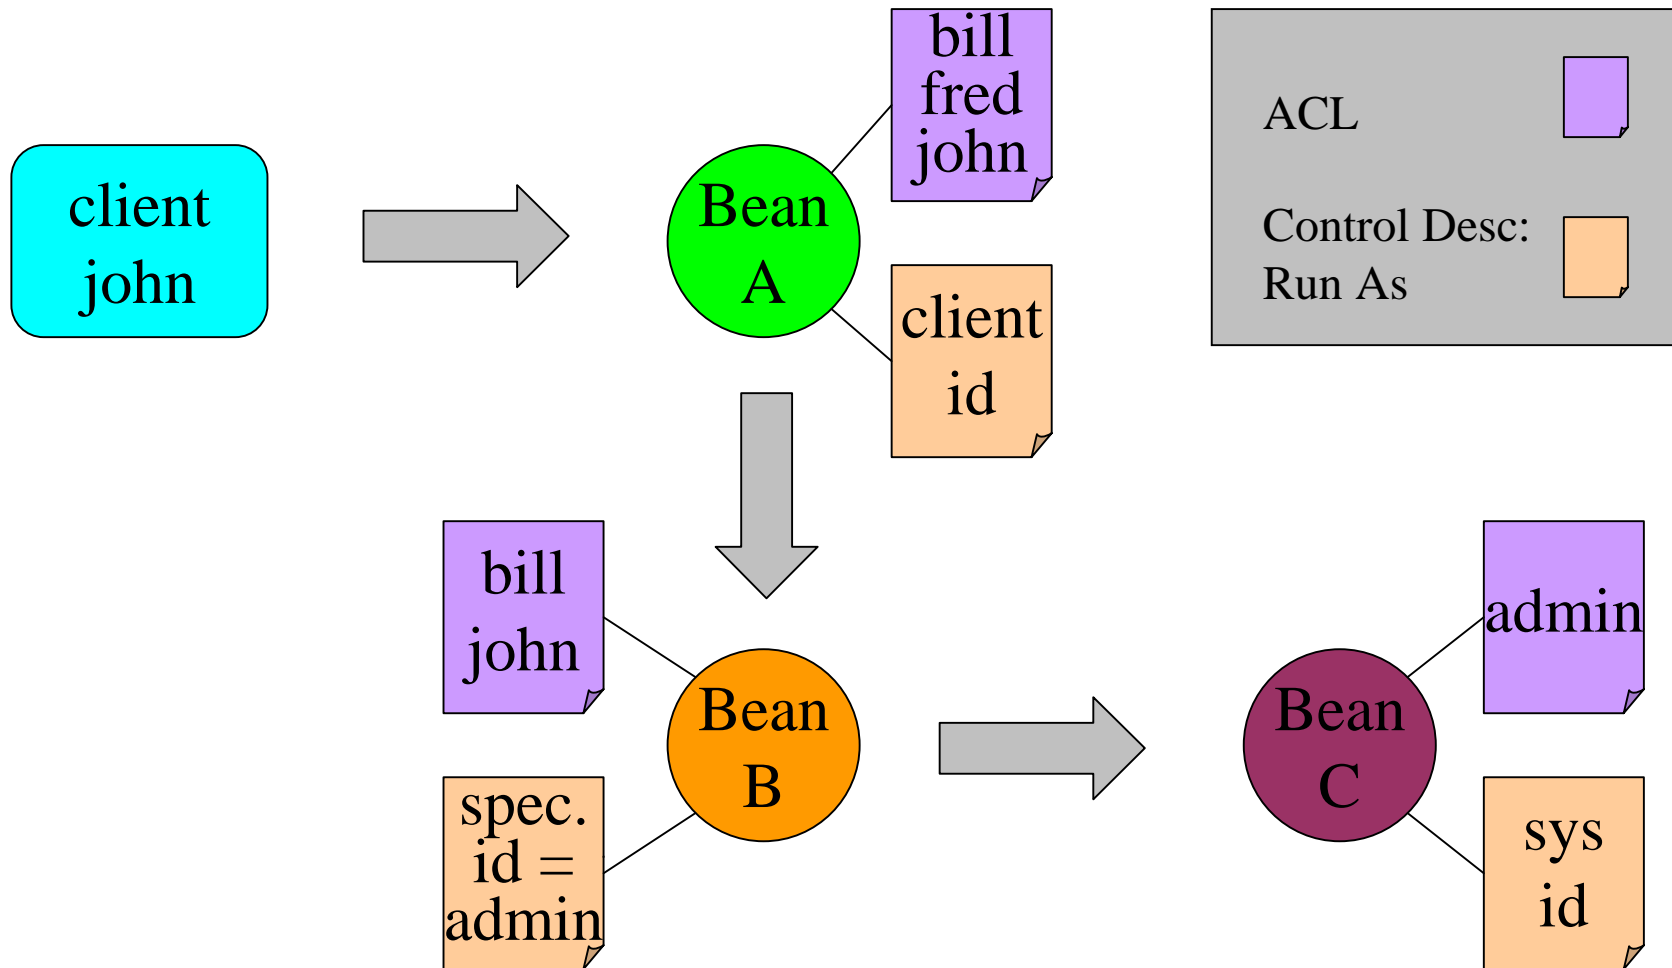 client
john
Bean
A
bill
fred
john
client
id
ACL
Control Desc:
Run As
bill
john
spec.
id =
admin
Bean
B
Bean
C
admin
sys
id